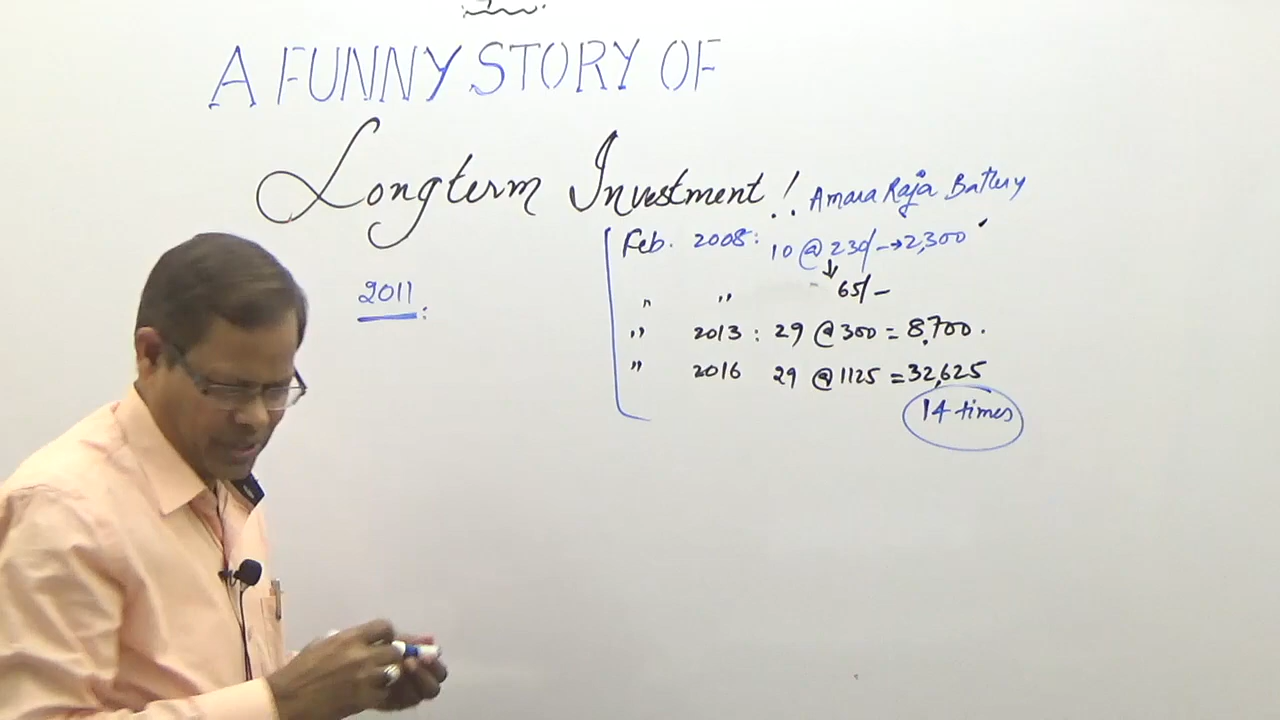 A FUNNY STORY OF
Longterm Investment !..
Amara Raja Battery
Feb. 2008: 10 @ 230/- → 2,300
" " 65/-
2011:
" 2013 : 29 @ 300 = 8,700.
" 2016 29 @ 1125 = 32,625
14 times